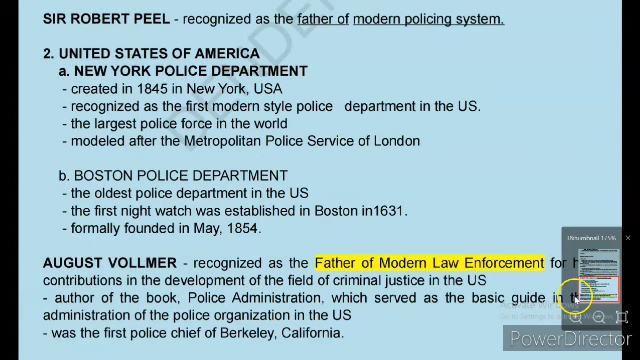 SIR ROBERT PEEL - recognized as the father of modern policing system.
2. UNITED STATES OF AMERICA
a. NEW YORK POLICE DEPARTMENT
- created in 1845 in New York, USA
- recognized as the first modern style police department in the US.
- the largest police force in the world
- modeled after the Metropolitan Police Service of London
b. BOSTON POLICE DEPARTMENT
- the oldest police department in the US
- the first night watch was established in Boston in1631.
- formally founded in May, 1854.
AUGUST VOLLMER - recognized as the Father of Modern Law Enforcement for
contributions in the development of the field of criminal justice in the US
- author of the book, Police Administration, which served as the basic guide in
administration of the police organization in the US
- was the first police chief of Berkeley, California.
PowerDirector